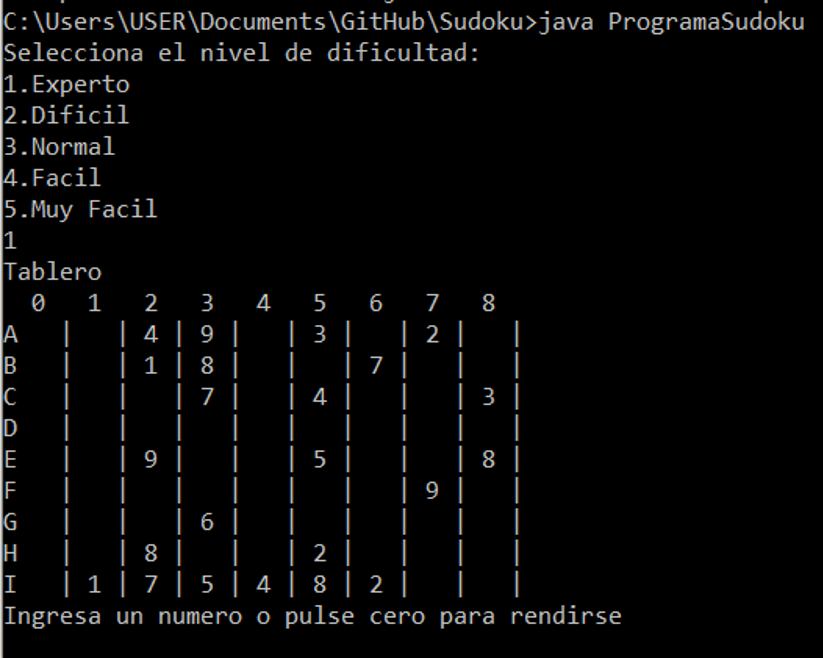 C:\Users\USER\Documents\GitHub\Sudoku>java ProgramaSudoku
Selecciona el nivel de dificultad:
1.Experto
2.Dificil
3.Normal
4.Facil
5.Muy Facil
1
Tablero
  0   1   2   3   4   5   6   7   8
A   |   | 4 | 9 |   | 3 |   | 2 |   |
B   |   | 1 | 8 |   |   | 7 |   |   |
C   |   |   | 7 |   | 4 |   |   | 3 |
D   |   |   |   |   |   |   |   |   |
E   |   | 9 |   |   | 5 |   |   | 8 |
F   |   |   |   |   |   |   | 9 |   |
G   |   |   | 6 |   |   |   |   |   |
H   |   | 8 |   |   | 2 |   |   |   |
I   | 1 | 7 | 5 | 4 | 8 | 2 |   |   |
Ingresa un numero o pulse cero para rendirse